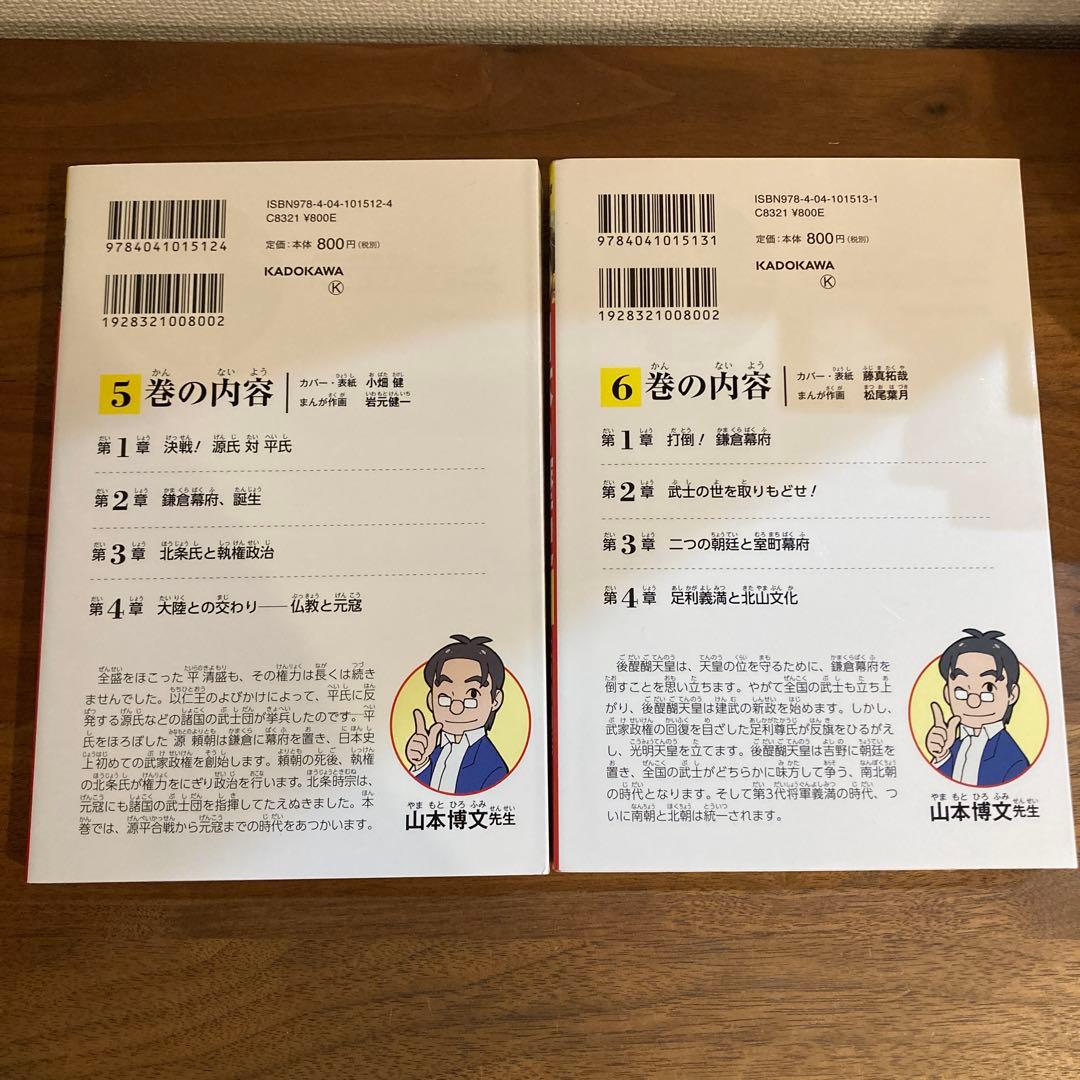 ISBN978-4-04-101512-4
C8321 ¥800E
9784041015124
定価:本体 800円(税別)
KADOKAWA
K
1928321008002
5 巻の内容
カバー・表紙 小畑 健
まんが作画 岩元健一
第1章 決戦! 源氏 対 平氏
第2章 鎌倉幕府、誕生
第3章 北条氏と執権政治
第4章 大陸との交わり——仏教と元寇
全盛をほこった平清盛も、その権力は長くは続き
ませんでした。以仁王のよびかけによって、平氏に反
発する源氏などの諸国の武士団が挙兵したのです。平
氏をほろぼした源頼朝は鎌倉に幕府を置き、日本史
上初めての武家政権を創始します。頼朝の死後、執権
の北条氏が権力をにぎり政治を行います。北条時宗は、
元寇にも諸国の武士団を指揮してたえぬきました。本
巻では、源平合戦から元寇までの時代をあつかいます。
山本博文先生
ISBN978-4-04-101513-1
C8321 ¥800E
9784041015131
定価:本体 800円(税別)
KADOKAWA
K
1928321008002
6 巻の内容
カバー・表紙 藤真拓哉
まんが作画 松尾葉月
第1章 打倒! 鎌倉幕府
第2章 武士の世を取りもどせ!
第3章 二つの朝廷と室町幕府
第4章 足利義満と北山文化
後醍醐天皇は、天皇の位を守るために、鎌倉幕府を
倒すことを思い立ちます。やがて全国の武士も立ち上
がり、後醍醐天皇は建武の新政を始めます。しかし、
武家政権の回復を目ざした足利尊氏が反旗をひるがえ
し、光明天皇を立てます。後醍醐天皇は吉野に朝廷を
置き、全国の武士がどちらかに味方して争う、南北朝
の時代となります。そして第3代将軍義満の時代、つ
いに南朝と北朝は統一されます。
山本博文先生